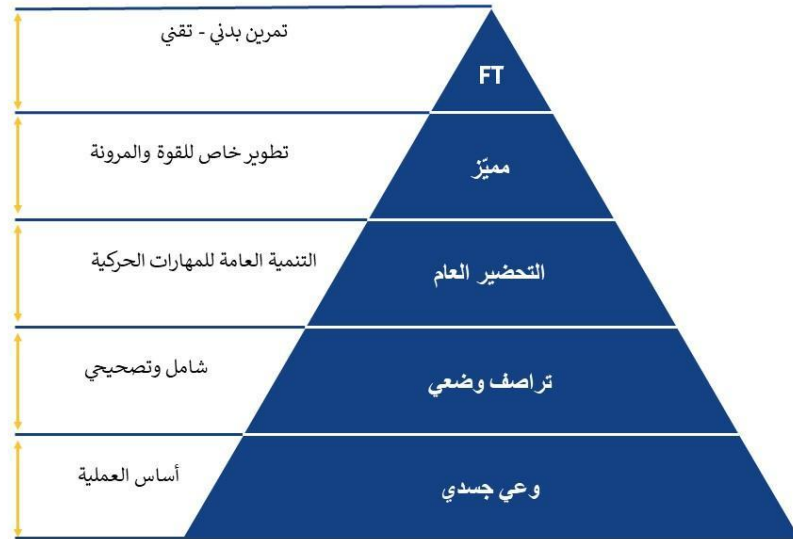 تمرين بدني - تقني
FT
تطوير خاص للقوة والمرونة
مميّز
التنمية العامة للمهارات الحركية
التحضير العام
شامل وتصحيحي
تراصف وضعي
أساس العملية
وعي جسدي